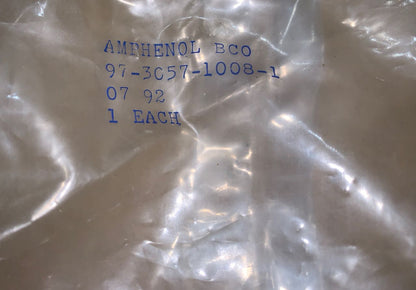 AMPHENOL BCO
97-3057-1008-1
07 92
1 EACH